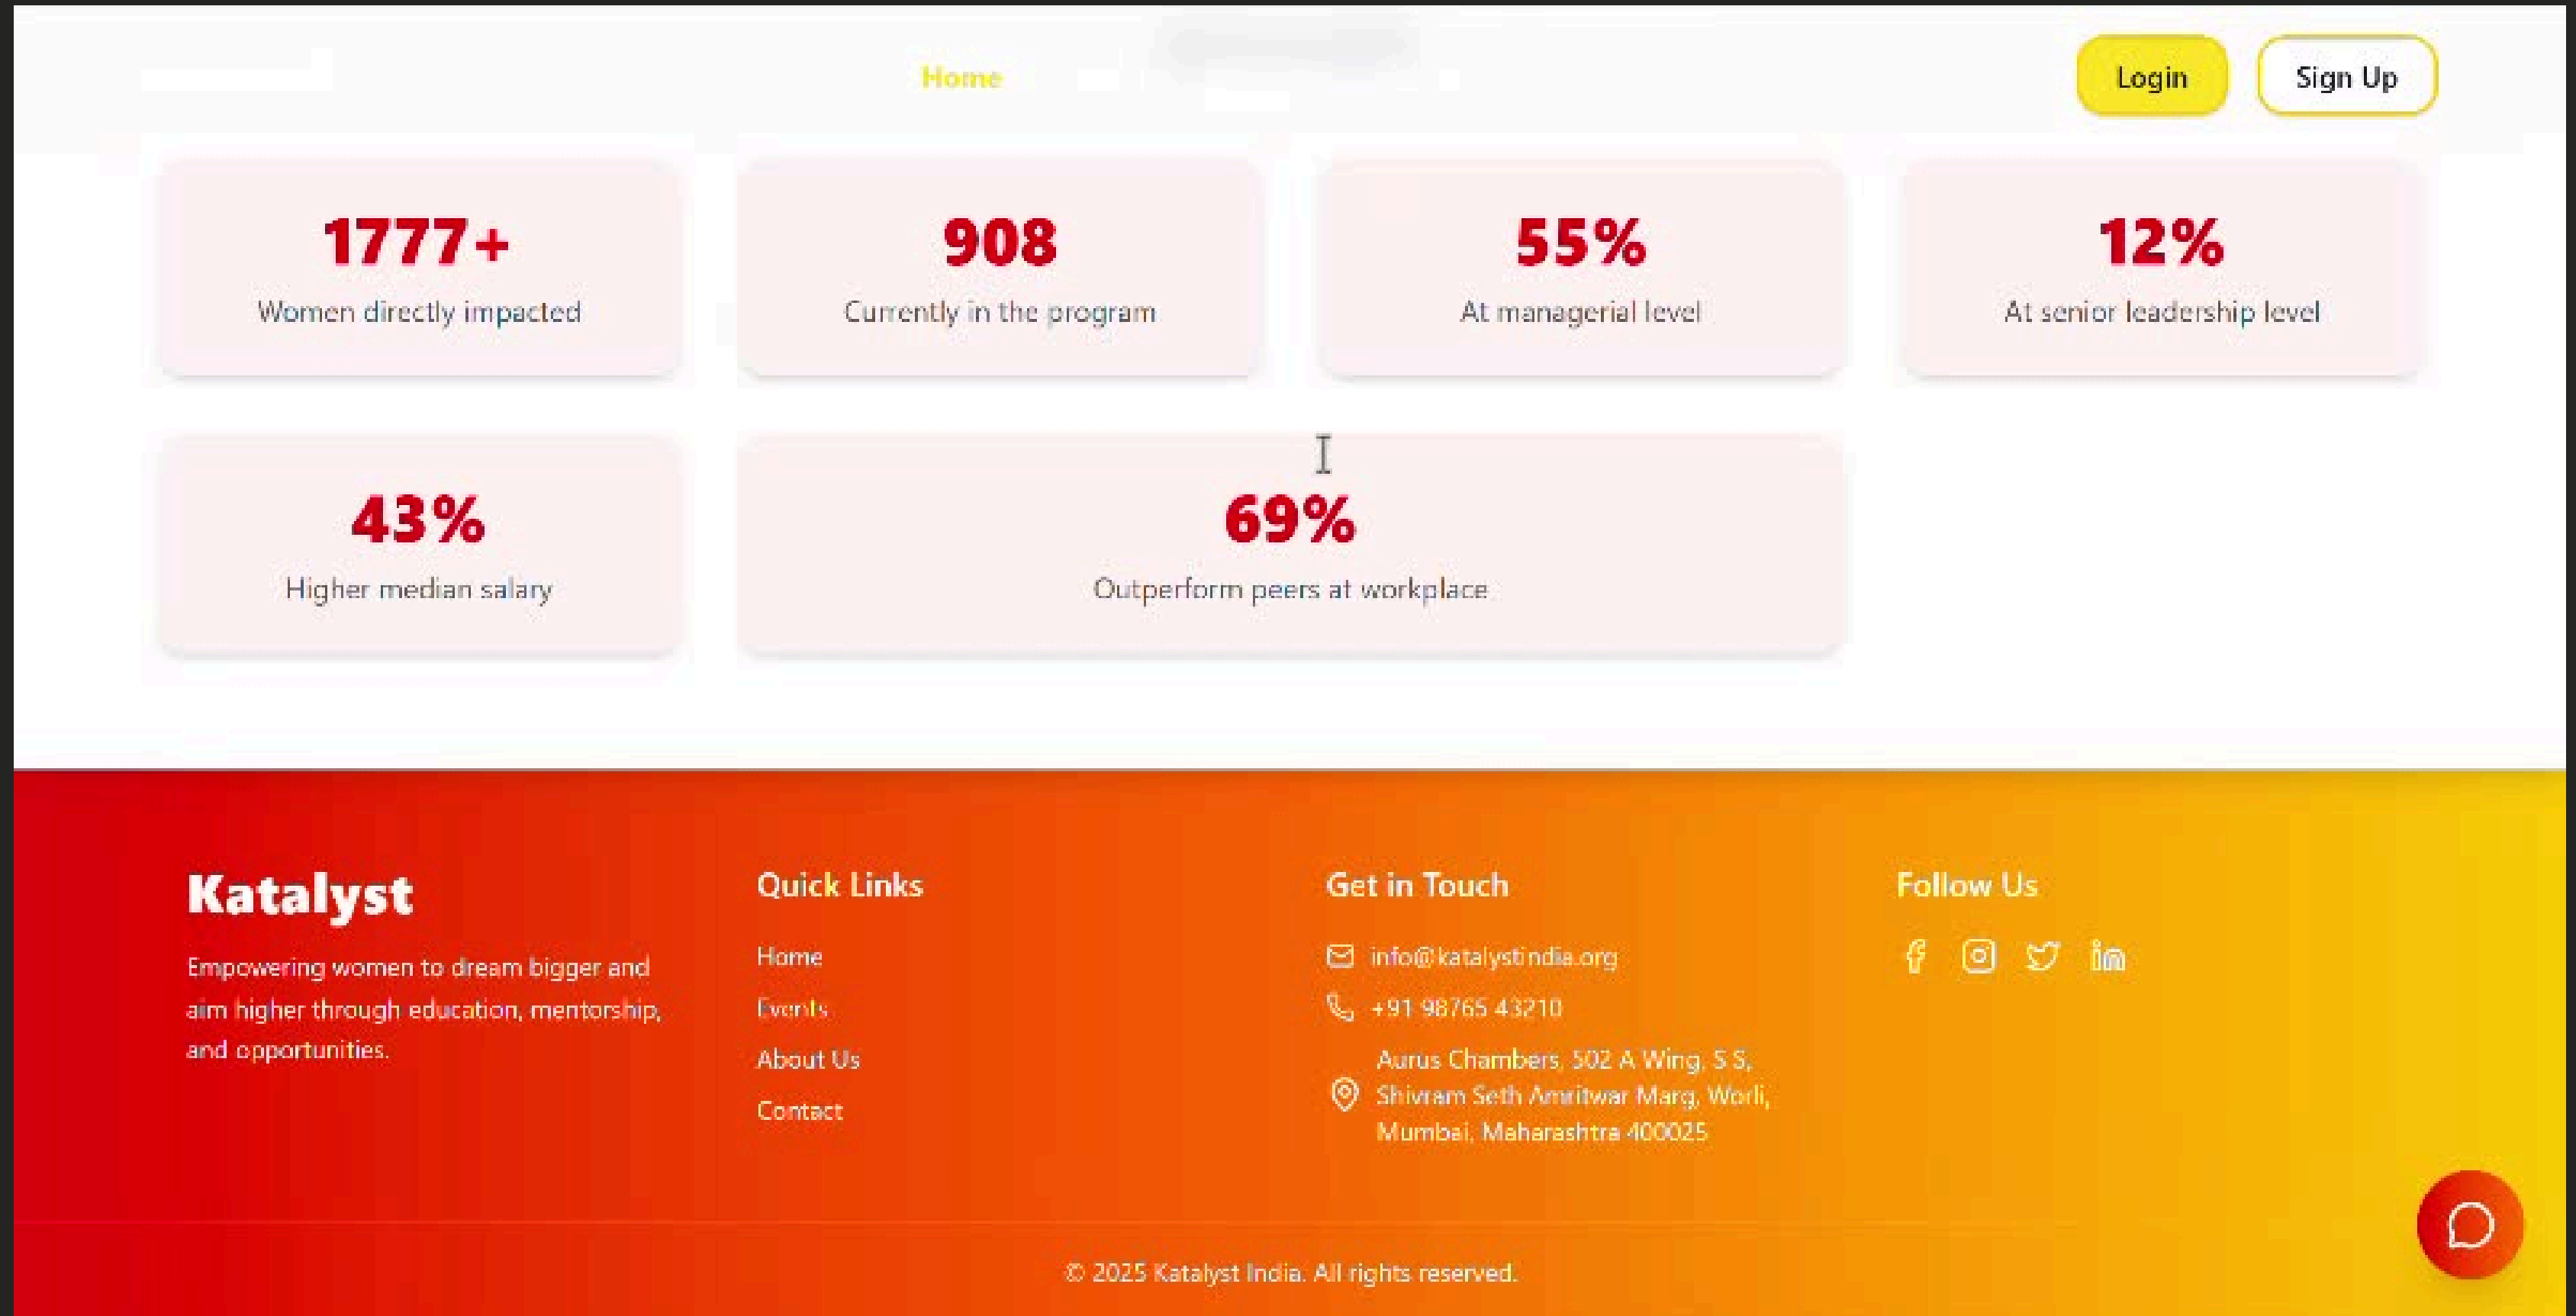 Home
Login
Sign Up
1777+
Women directly impacted
908
Currently in the program
55%
At managerial level
12%
At senior leadership level
43%
Higher median salary
69%
Outperform peers at workplace
Katalyst
Empowering women to dream bigger and
aim higher through education, mentorship,
and opportunities.
Quick Links
Home
Events
About Us
Contact
Get in Touch
info@katalystindia.org
+91 98765 43210
Aurus Chambers, 502 A Wing, S S,
Shivram Seth Amritwar Marg, Worli,
Mumbai, Maharashtra 400025
Follow Us
© 2025 Katalyst India. All rights reserved.